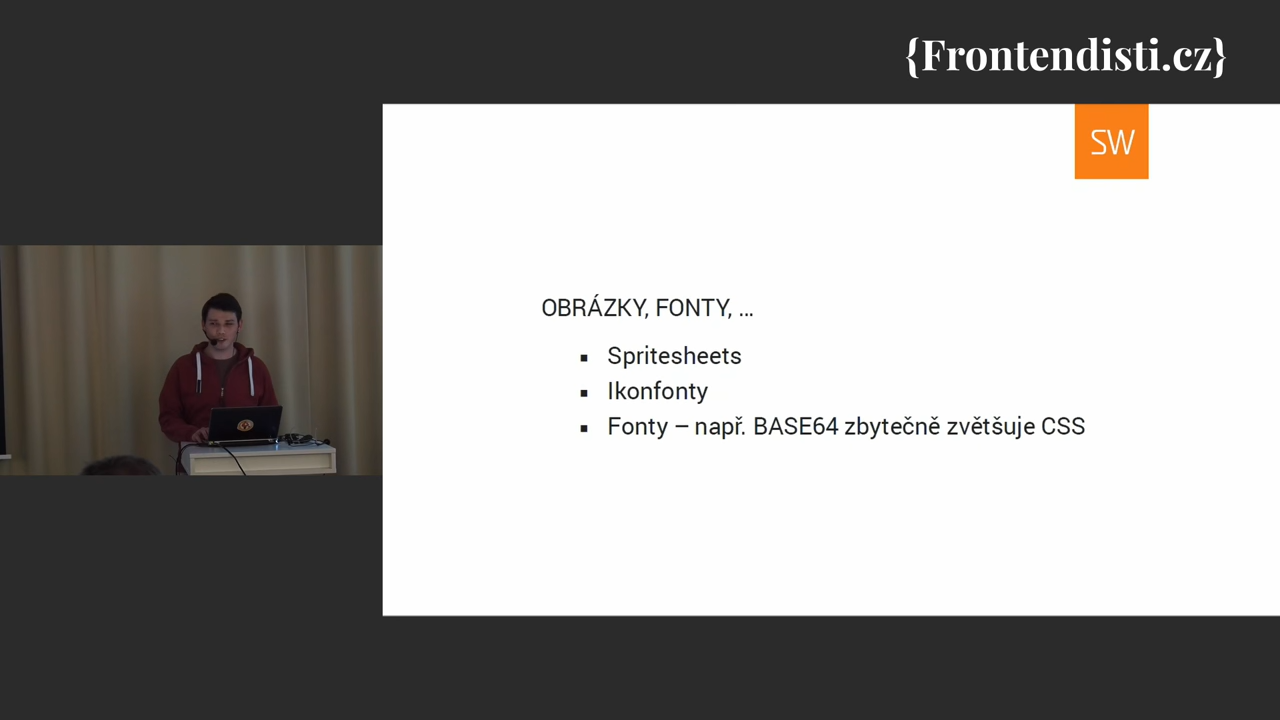 {Frontendisti.cz}
SW
OBRÁZKY, FONTY, ...
Spritesheets
Ikonfonty
Fonty – např. BASE64 zbytečně zvětšuje CSS